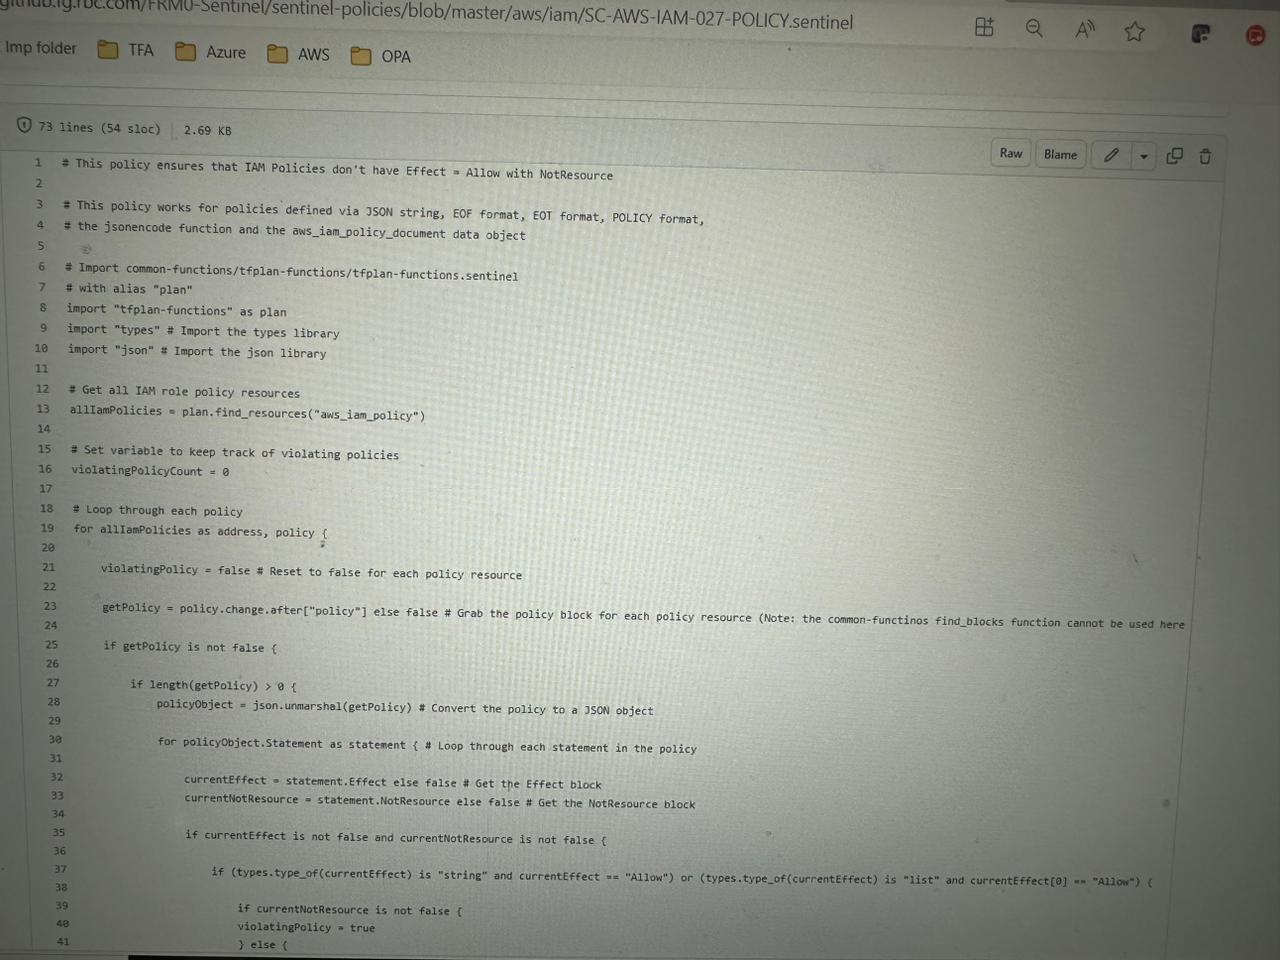 github.fg.rbc.com/FRM0-Sentinel/sentinel-policies/blob/master/aws/iam/SC-AWS-IAM-027-POLICY.sentinel
Imp folder TFA Azure AWS OPA
73 lines (54 sloc) 2.69 KB
Raw Blame
1 # This policy ensures that IAM Policies don't have Effect = Allow with NotResource
2
3 # This policy works for policies defined via JSON string, EOF format, EOT format, POLICY format,
4 # the jsonencode function and the aws_iam_policy_document data object
5
6 # Import common-functions/tfplan-functions/tfplan-functions.sentinel
7 # with alias "plan"
8 import "tfplan-functions" as plan
9 import "types" # Import the types library
10 import "json" # Import the json library
11
12 # Get all IAM role policy resources
13 allIamPolicies = plan.find_resources("aws_iam_policy")
14
15 # Set variable to keep track of violating policies
16 violatingPolicyCount = 0
17
18 # Loop through each policy
19 for allIamPolicies as address, policy {
20
21 violatingPolicy = false # Reset to false for each policy resource
22
23 getPolicy = policy.change.after["policy"] else false # Grab the policy block for each policy resource (Note: the common-functinos find_blocks function cannot be used here
24
25 if getPolicy is not false {
26
27 if length(getPolicy) > 0 {
28 policyObject = json.unmarshal(getPolicy) # Convert the policy to a JSON object
29
30 for policyObject.Statement as statement { # Loop through each statement in the policy
31
32 currentEffect = statement.Effect else false # Get the Effect block
33 currentNotResource = statement.NotResource else false # Get the NotResource block
34
35 if currentEffect is not false and currentNotResource is not false {
36
37 if (types.type_of(currentEffect) is "string" and currentEffect == "Allow") or (types.type_of(currentEffect) is "list" and currentEffect[0] == "Allow") {
38
39 if currentNotResource is not false {
40 violatingPolicy = true
41 } else {